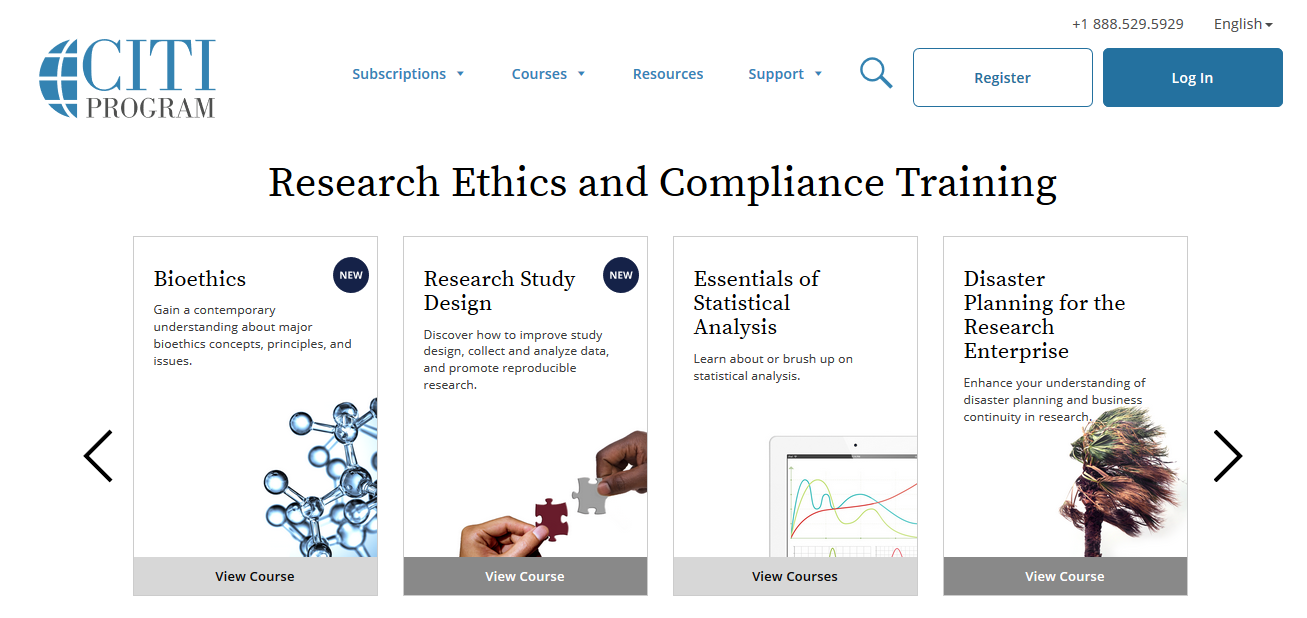 +1 888.529.5929 English
CITI
PROGRAM
Subscriptions Courses Resources Support Register Log In
Research Ethics and Compliance Training
Bioethics
NEW
Gain a contemporary
understanding about major
bioethics concepts, principles, and
issues.
View Course
Research Study
Design
NEW
Discover how to improve study
design, collect and analyze data,
and promote reproducible
research.
View Course
Essentials of
Statistical
Analysis
Learn about or brush up on
statistical analysis.
View Courses
Disaster
Planning for the
Research
Enterprise
Enhance your understanding of
disaster planning and business
continuity in research.
View Course